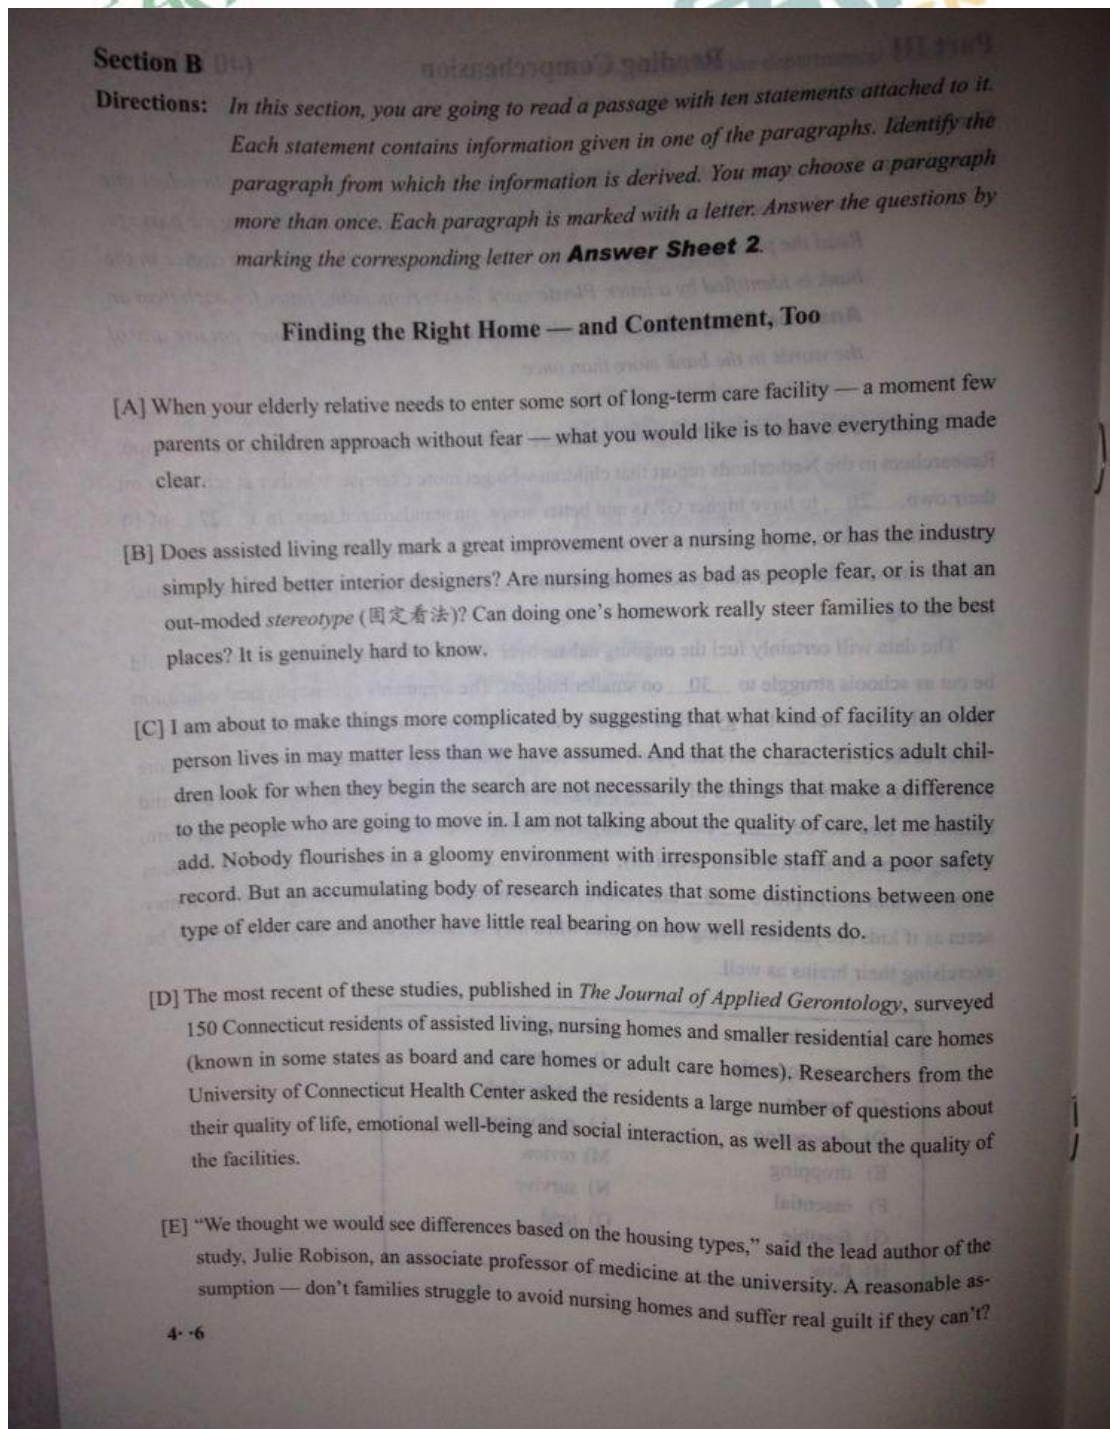 Section B
Directions: In this section, you are going to read a passage with ten statements attached to it.
Each statement contains information given in one of the paragraphs. Identify the
paragraph from which the information is derived. You may choose a paragraph
more than once. Each paragraph is marked with a letter. Answer the questions by
marking the corresponding letter on Answer Sheet 2.
Finding the Right Home — and Contentment, Too
[A] When your elderly relative needs to enter some sort of long-term care facility — a moment few
parents or children approach without fear — what you would like is to have everything made
clear.
[B] Does assisted living really mark a great improvement over a nursing home, or has the industry
simply hired better interior designers? Are nursing homes as bad as people fear, or is that an
out-moded stereotype (固定看法)? Can doing one's homework really steer families to the best
places? It is genuinely hard to know.
[C] I am about to make things more complicated by suggesting that what kind of facility an older
person lives in may matter less than we have assumed. And that the characteristics adult chil-
dren look for when they begin the search are not necessarily the things that make a difference
to the people who are going to move in. I am not talking about the quality of care, let me hastily
add. Nobody flourishes in a gloomy environment with irresponsible staff and a poor safety
record. But an accumulating body of research indicates that some distinctions between one
type of elder care and another have little real bearing on how well residents do.
[D] The most recent of these studies, published in The Journal of Applied Gerontology, surveyed
150 Connecticut residents of assisted living, nursing homes and smaller residential care homes
(known in some states as board and care homes or adult care homes). Researchers from the
University of Connecticut Health Center asked the residents a large number of questions about
their quality of life, emotional well-being and social interaction, as well as about the quality of
the facilities.
[E] “We thought we would see differences based on the housing types,” said the lead author of the
study, Julie Robison, an associate professor of medicine at the university. A reasonable as-
sumption — don't families struggle to avoid nursing homes and suffer real guilt if they can't?
4· ·6